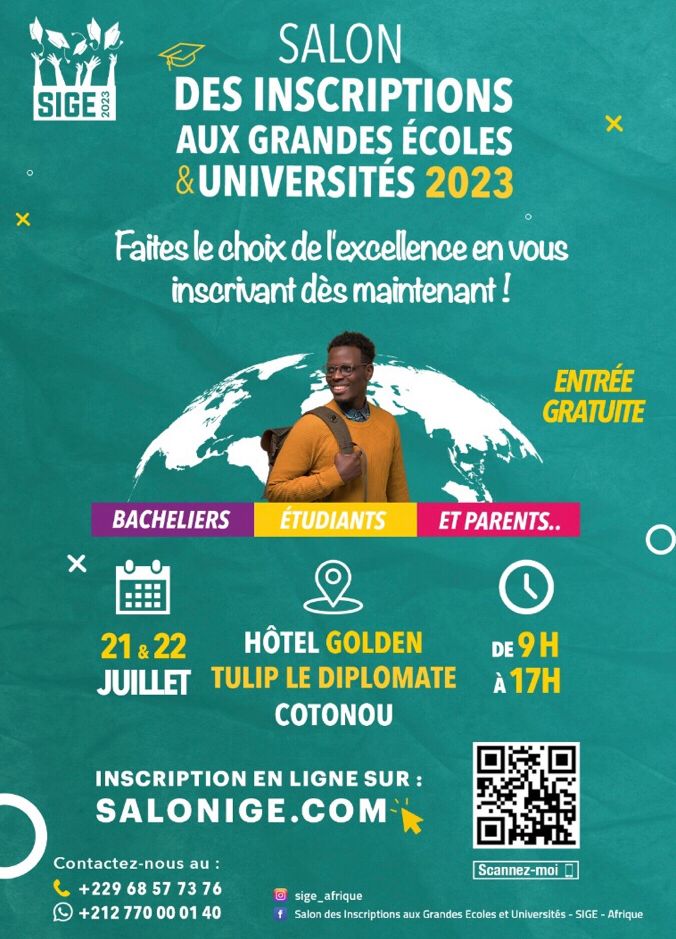 SIGE 2023
SALON
DES INSCRIPTIONS
AUX GRANDES ÉCOLES
& UNIVERSITÉS 2023
Faites le choix de l'excellence en vous
inscrivant dès maintenant !
ENTRÉE
GRATUITE
BACHELIERS ÉTUDIANTS ET PARENTS..
21 & 22
JUILLET
HÔTEL GOLDEN
TULIP LE DIPLOMATE
COTONOU
DE 9H
À 17H
INSCRIPTION EN LIGNE SUR :
SALONIGE.COM
Scannez-moi
Contactez-nous au :
+229 68 57 73 76
+212 770 00 01 40
sige_afrique
Salon des Inscriptions aux Grandes Ecoles et Universités - SIGE - Afrique